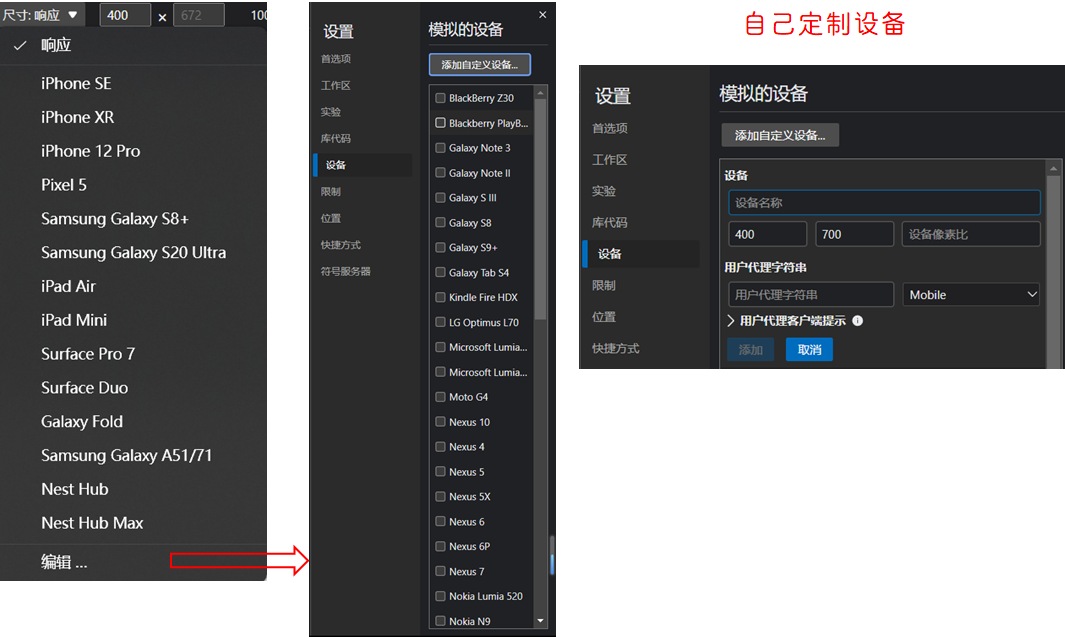 尺寸: 响应 ▼ 400 × 672 100
✓ 响应
iPhone SE
iPhone XR
iPhone 12 Pro
Pixel 5
Samsung Galaxy S8+
Samsung Galaxy S20 Ultra
iPad Air
iPad Mini
Surface Pro 7
Surface Duo
Galaxy Fold
Samsung Galaxy A51/71
Nest Hub
Nest Hub Max
编辑 ...
设置
首选项
工作区
实验
库代码
设备
限制
位置
快捷方式
符号服务器
模拟的设备
添加自定义设备...
BlackBerry Z30
Blackberry PlayB...
Galaxy Note 3
Galaxy Note II
Galaxy S III
Galaxy S8
Galaxy S9+
Galaxy Tab S4
Kindle Fire HDX
LG Optimus L70
Microsoft Lumia...
Microsoft Lumia...
Moto G4
Nexus 10
Nexus 4
Nexus 5
Nexus 5X
Nexus 6
Nexus 6P
Nexus 7
Nokia Lumia 520
Nokia N9
自己定制设备
设置
首选项
工作区
实验
库代码
设备
限制
位置
快捷方式
模拟的设备
添加自定义设备...
设备
设备名称
400 700 设备像素比
用户代理字符串
用户代理字符串 Mobile
用户代理客户端提示
添加 取消